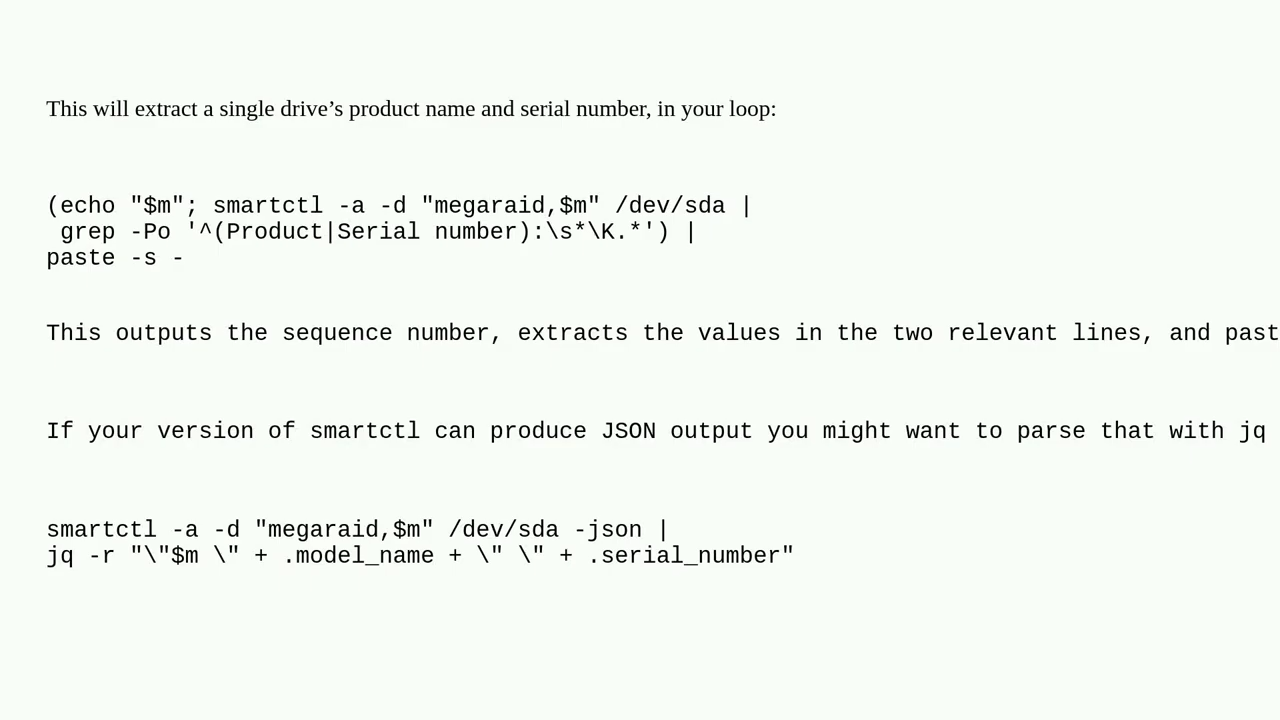 This will extract a single drive’s product name and serial number, in your loop:
(echo "$m"; smartctl -a -d "megaraid,$m" /dev/sda |
 grep -Po '^(Product|Serial number):\s*\K.*') |
paste -s -
This outputs the sequence number, extracts the values in the two relevant lines, and past
If your version of smartctl can produce JSON output you might want to parse that with jq
smartctl -a -d "megaraid,$m" /dev/sda -json |
jq -r "\"$m \" + .model_name + \" \" + .serial_number"